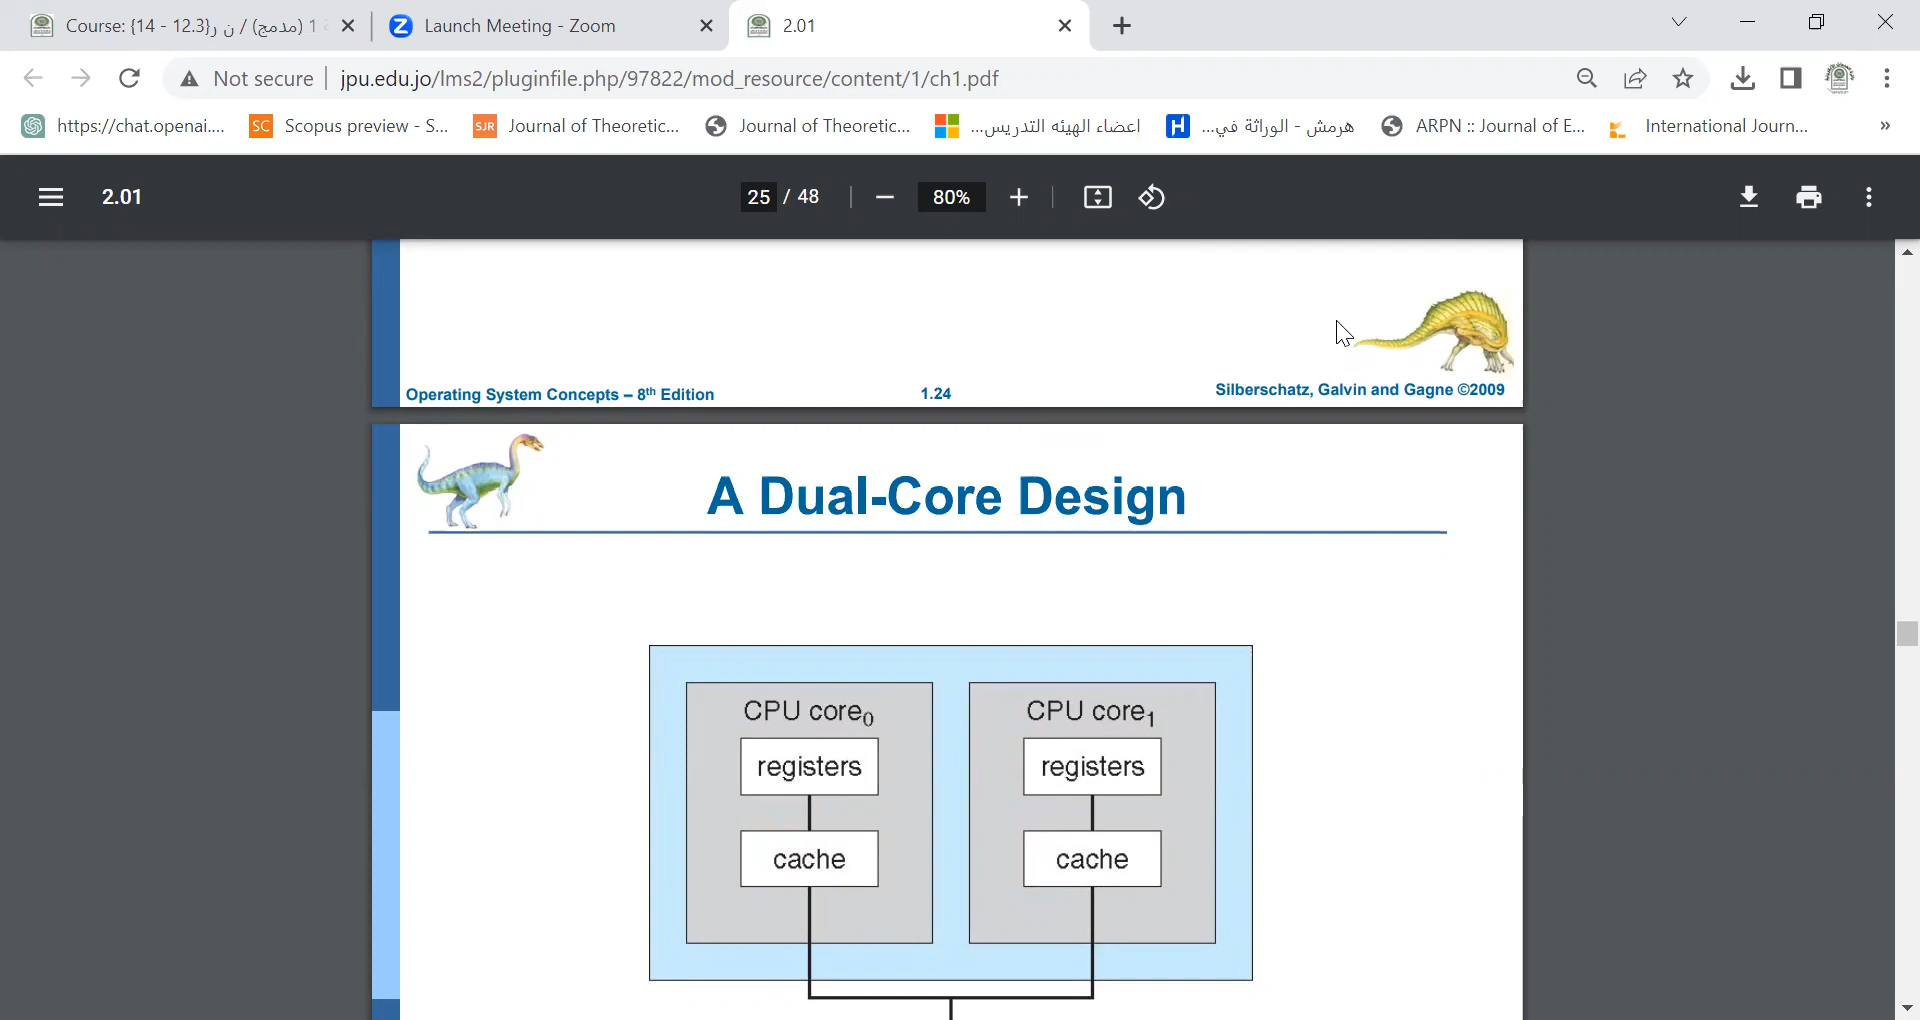 Course: {14 - 12.3}ن ر / (مدمج) 1
Launch Meeting - Zoom
2.01
Not secure
jpu.edu.jo/lms2/pluginfile.php/97822/mod_resource/content/1/ch1.pdf
https://chat.openai....
SC
Scopus preview - S...
SJR
Journal of Theoretic...
Journal of Theoretic...
اعضاء الهيئه التدريس...
H
هرمش - الوراثة في...
ARPN :: Journal of E...
International Journ...
»
2.01
25 / 48
80%
Operating System Concepts – 8th Edition
1.24
Silberschatz, Galvin and Gagne ©2009
A Dual-Core Design
CPU core0
CPU core1
registers
registers
cache
cache